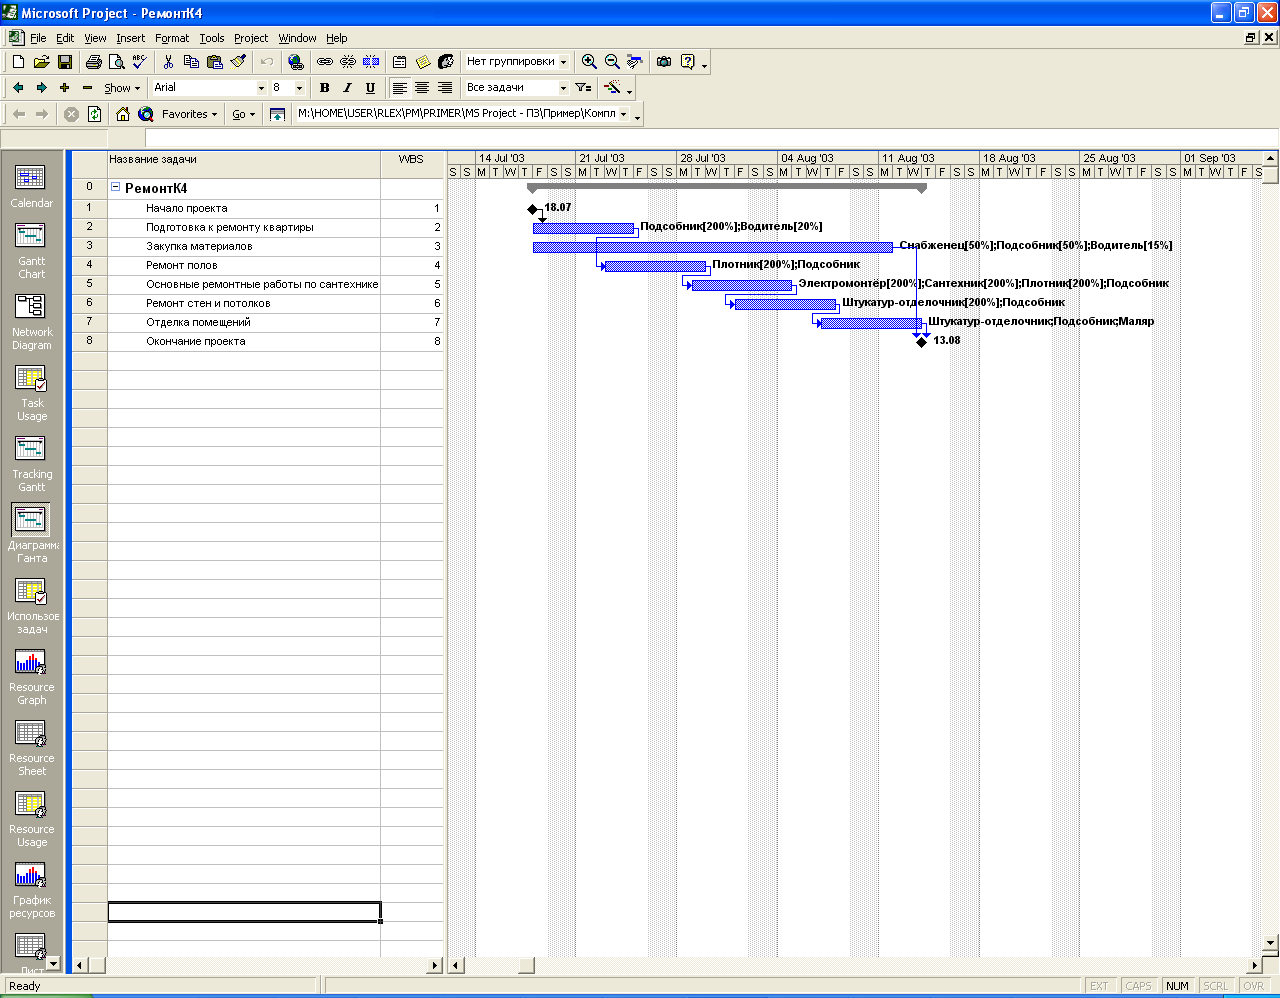 Microsoft Project - РемонтК4
File Edit View Insert Format Tools Project Window Help
Нет группировки
Show Arial 8 B I U Все задачи
Favorites Go M:\HOME\USER\RLEX\PM\PRIMER\MS Project - ПЗ\Пример\Компл
Название задачи WBS
14 Jul '03 21 Jul '03 28 Jul '03 04 Aug '03 11 Aug '03 18 Aug '03 25 Aug '03 01 Sep '03
S S M T W T F S S M T W T F S S M T W T F S S M T W T F S S M T W T F S S M T W T F S S M T W T F S S M T W T F S
0 РемонтК4
1 Начало проекта 1 18.07
2 Подготовка к ремонту квартиры 2 Подсобник[200%];Водитель[20%]
3 Закупка материалов 3 Снабженец[50%];Подсобник[50%];Водитель[15%]
4 Ремонт полов 4 Плотник[200%];Подсобник
5 Основные ремонтные работы по сантехнике 5 Электромонтёр[200%];Сантехник[200%];Плотник[200%];Подсобник
6 Ремонт стен и потолков 6 Штукатур-отделочник[200%];Подсобник
7 Отделка помещений 7 Штукатур-отделочник;Подсобник;Маляр
8 Окончание проекта 8 13.08
Calendar
Gantt
Chart
Network
Diagram
Task
Usage
Tracking
Gantt
Диаграмма
Ганта
Использов
задач
Resource
Graph
Resource
Sheet
Resource
Usage
График
ресурсов
Лист
Ready EXT CAPS NUM SCRL OVR